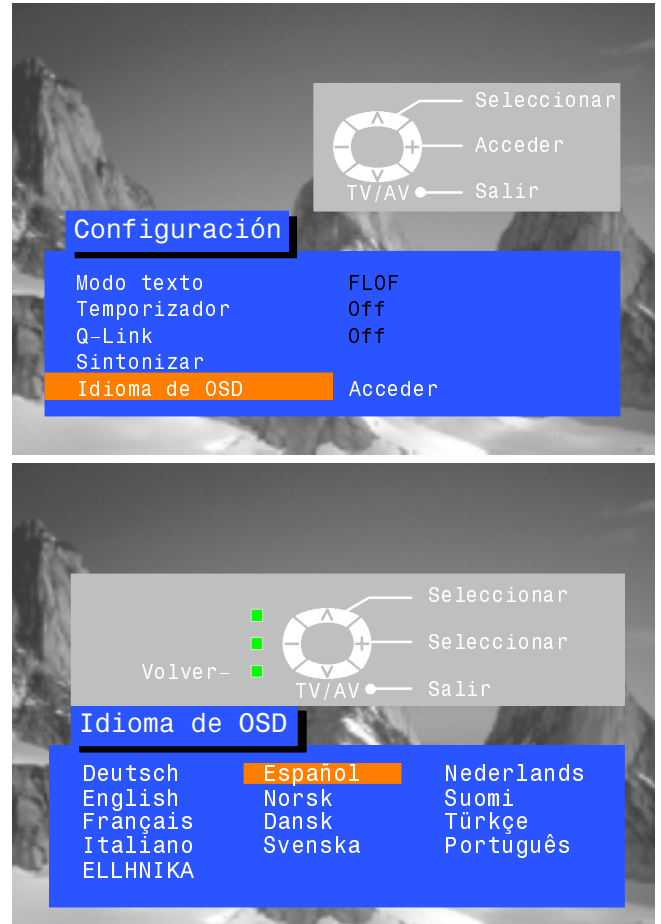 Seleccionar
Acceder
TV/AV Salir
Configuración
Modo texto FLOF
Temporizador Off
Q–Link Off
Sintonizar
Idioma de OSD Acceder
Seleccionar
Seleccionar
Volver–
TV/AV Salir
Idioma de OSD
Deutsch Español Nederlands
English Norsk Suomi
Français Dansk Türkçe
Italiano Svenska Português
ELLHNIKA